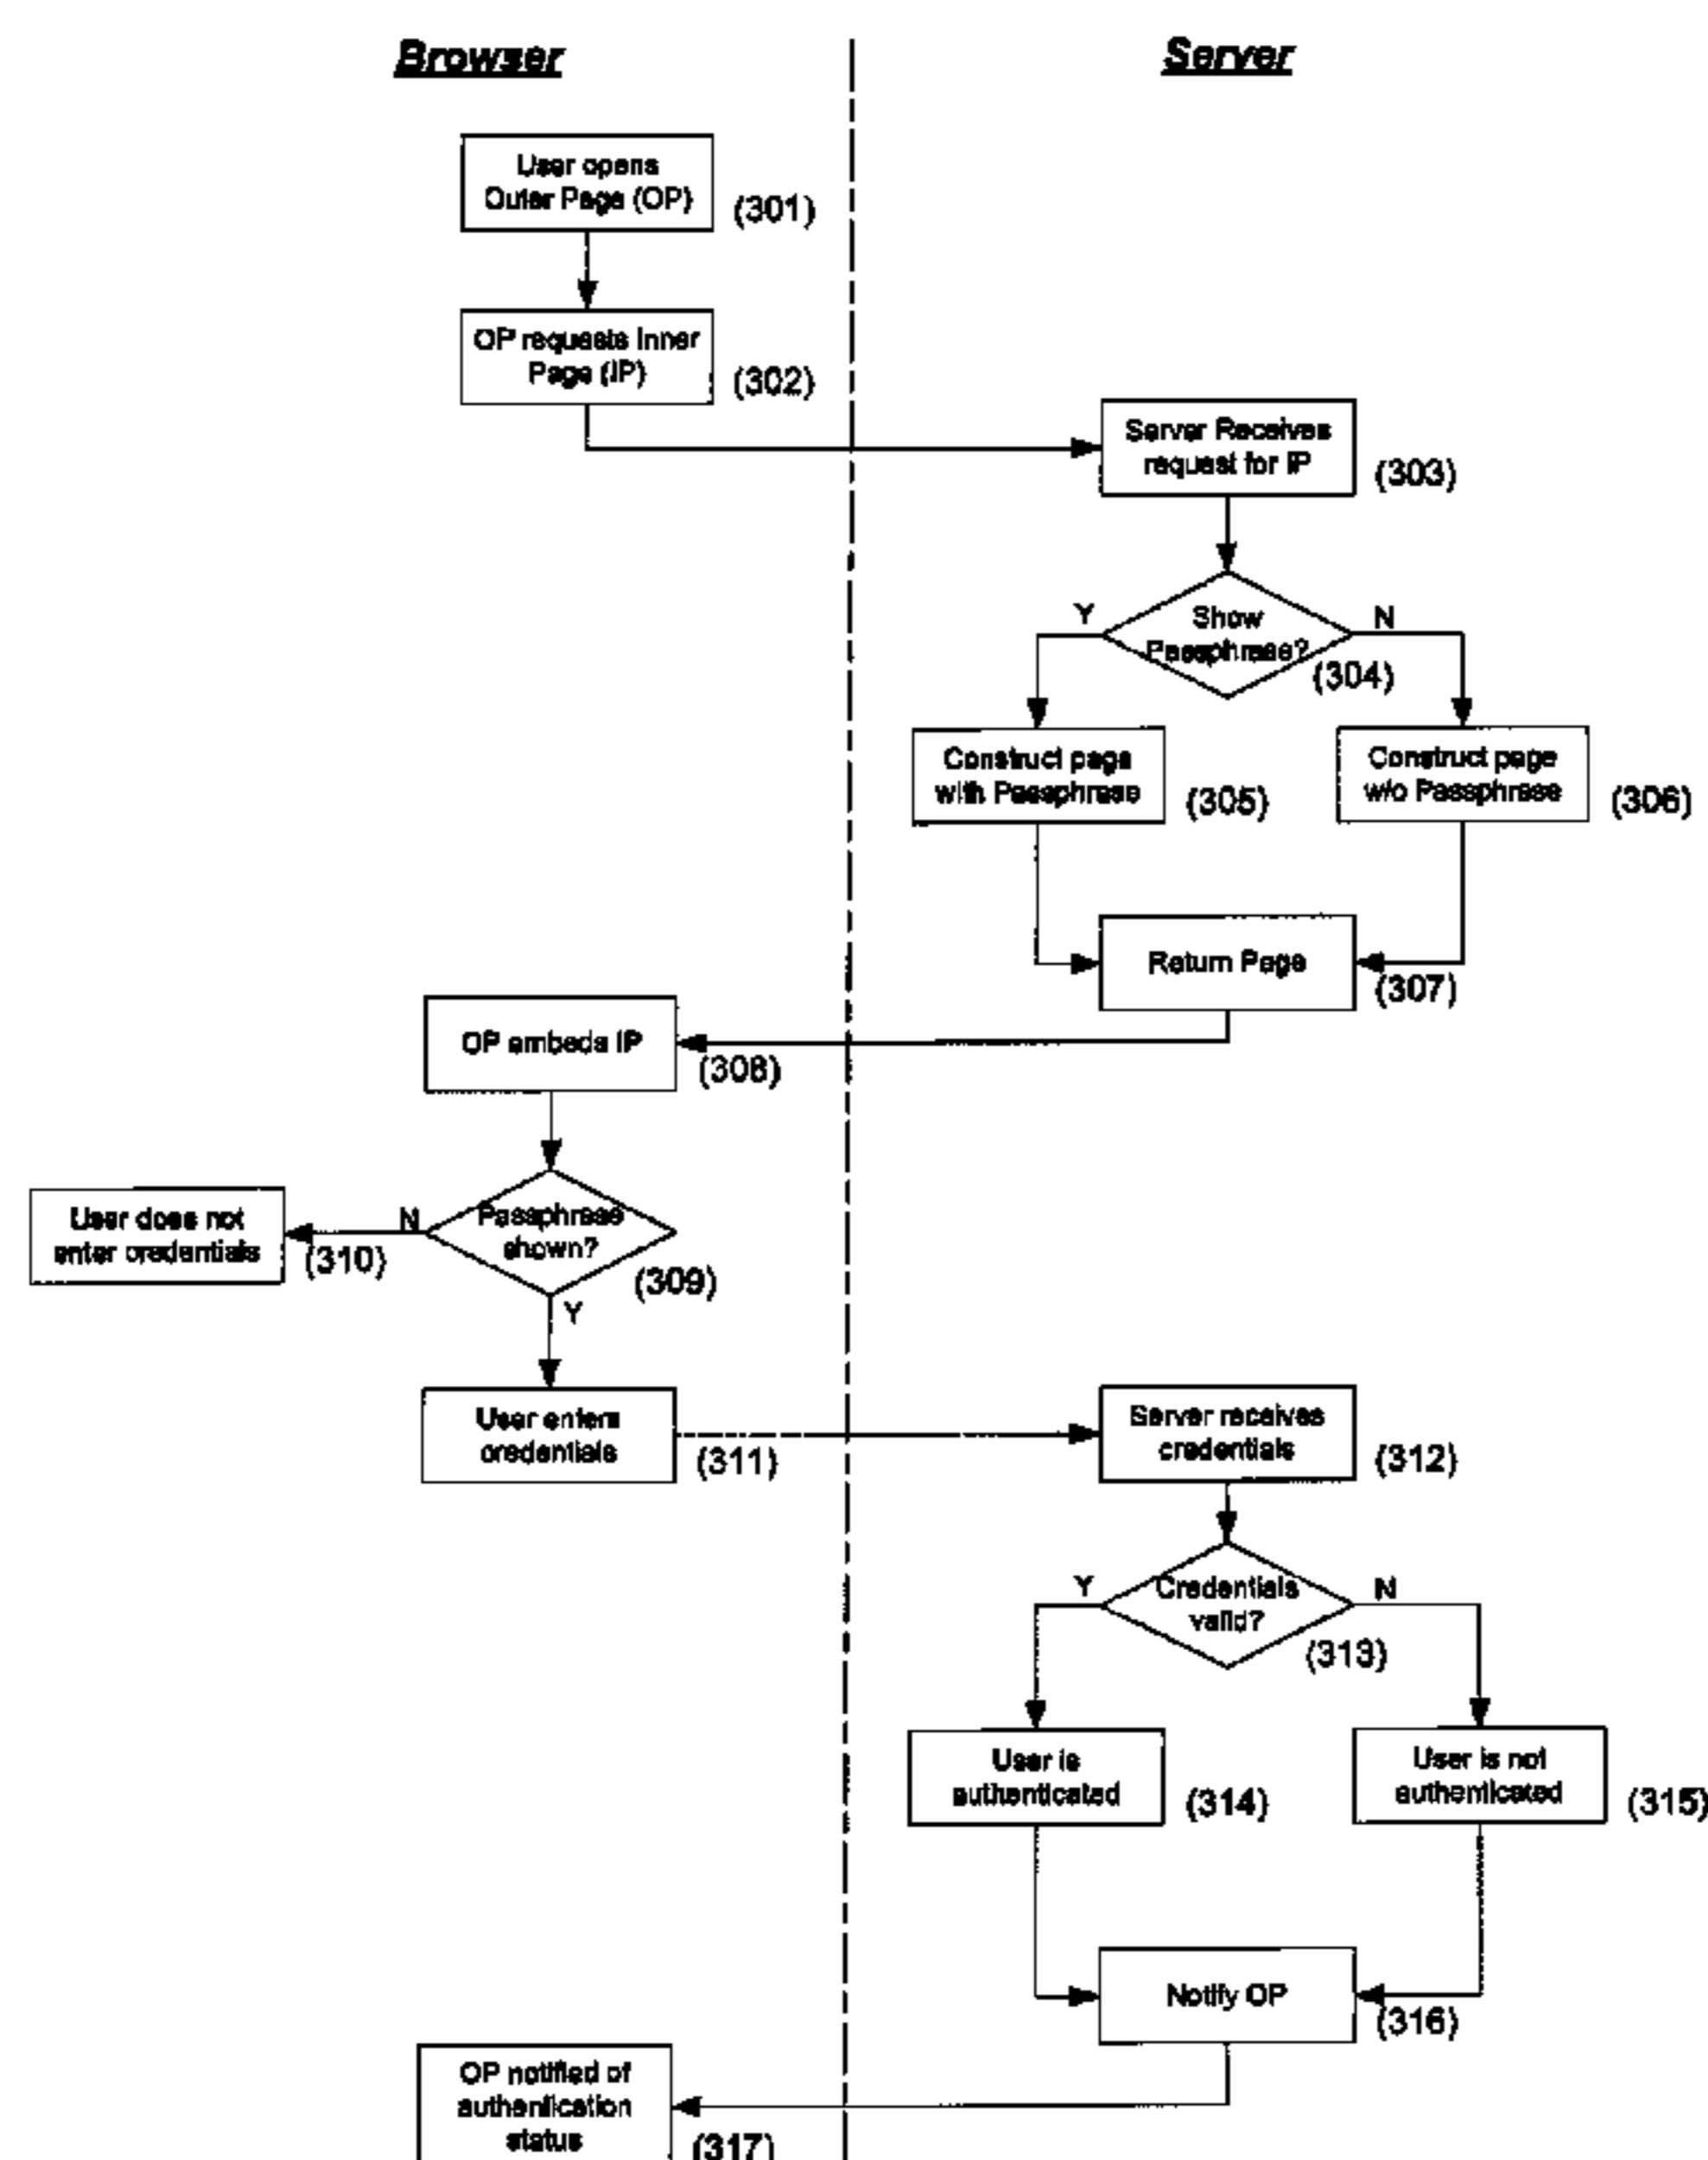 Browser
Server
User opens
Outer Page (OP)
(301)
OP requests Inner
Page (IP)
(302)
Server Receives
request for IP
(303)
Show
Passphrase?
(304)
Y
N
Construct page
with Passphrase
(305)
Construct page
w/o Passphrase
(306)
Return Page
(307)
OP embeds IP
(308)
Passphrase
shown?
(309)
N
Y
User does not
enter credentials
(310)
User enters
credentials
(311)
Server receives
credentials
(312)
Credentials
valid?
(313)
Y
N
User is
authenticated
(314)
User is not
authenticated
(315)
Notify OP
(316)
OP notified of
authentication
status
(317)